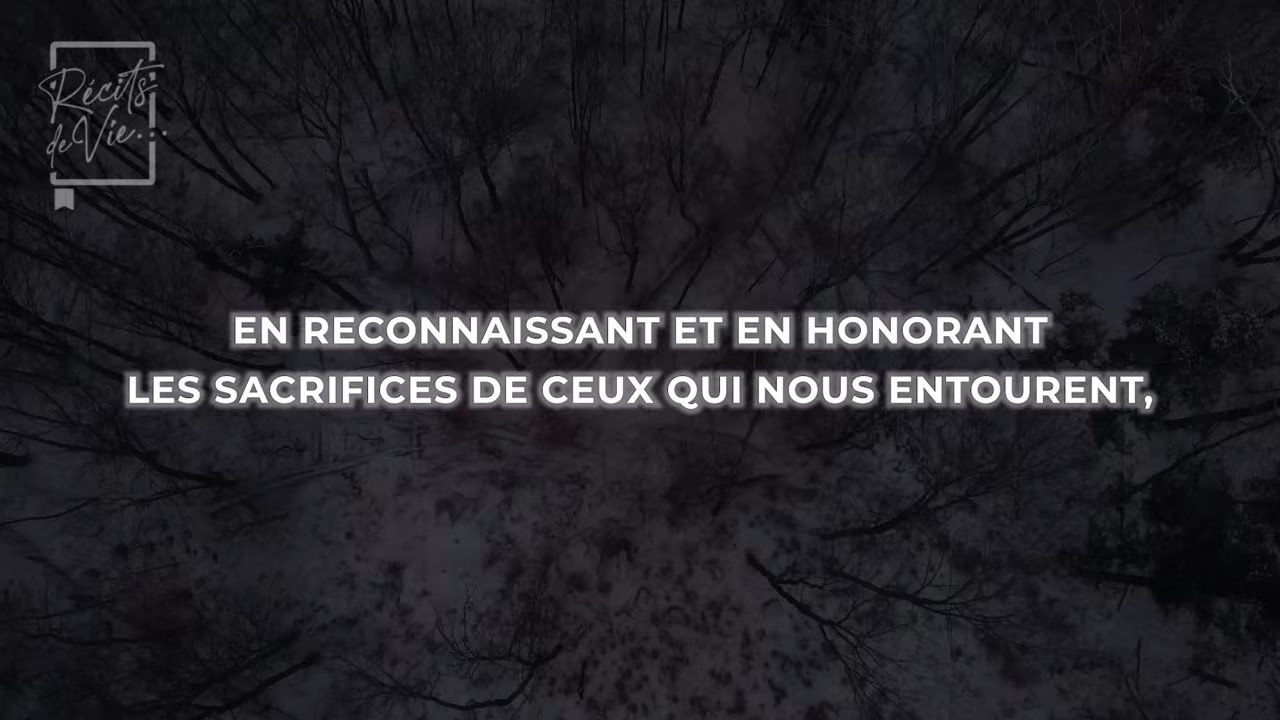 Récits
de Vie...
EN RECONNAISSANT ET EN HONORANT
LES SACRIFICES DE CEUX QUI NOUS ENTOURENT,